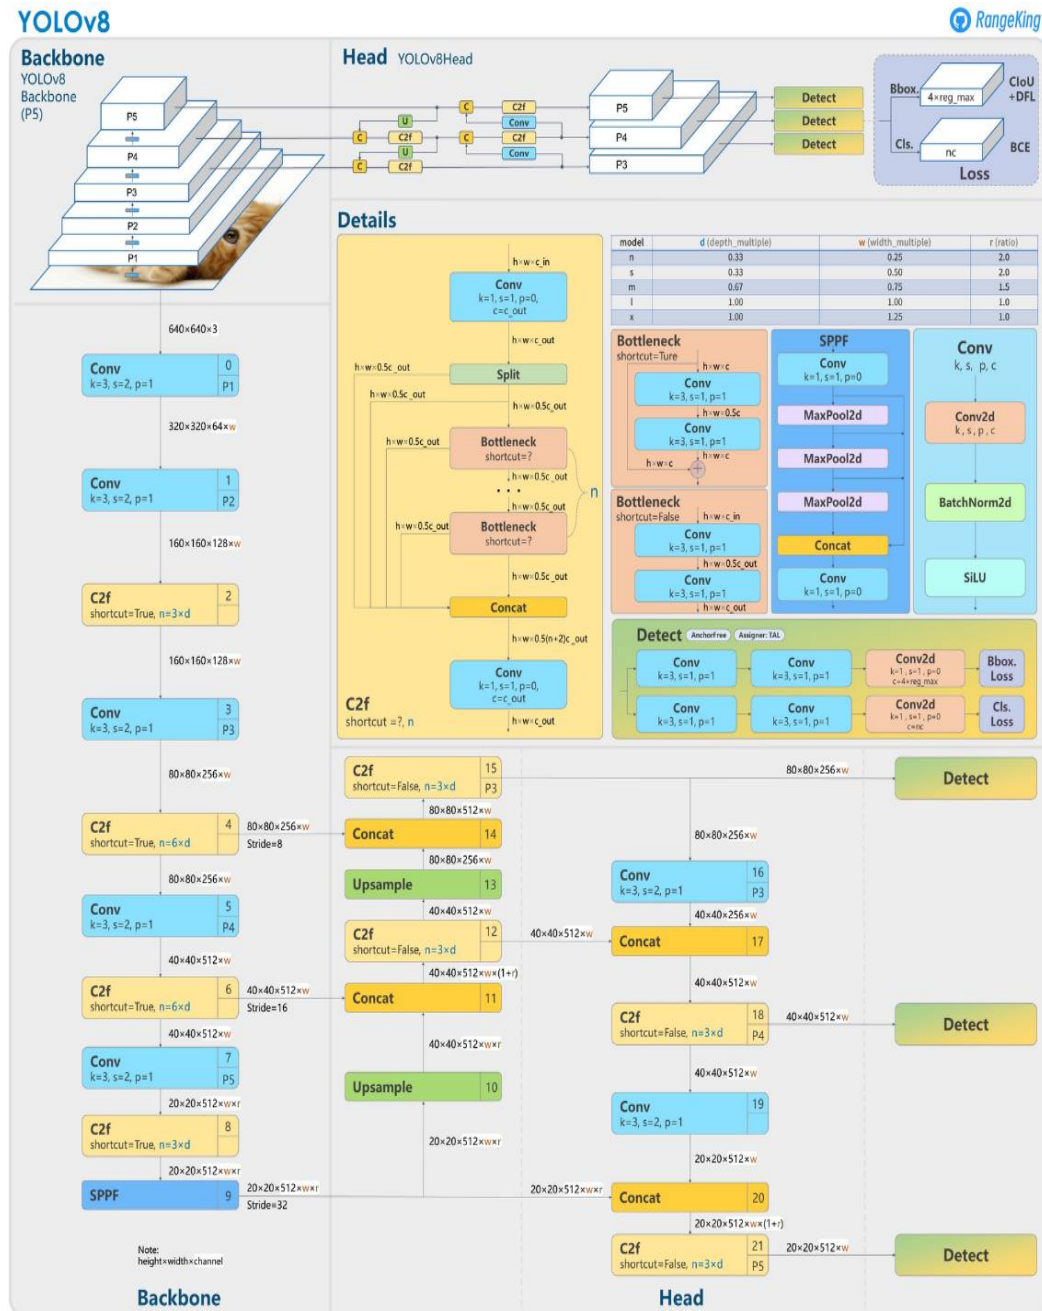 YOLOv8
RangeKing
Backbone
YOLOv8
Backbone
(P5)
P5
P4
P3
P2
P1
Head YOLOv8Head
U
C
C2f
U
C
C2f
C
C2f
Conv
C
C2f
Conv
P5
P4
P3
Detect
Detect
Detect
Bbox.
4×reg_max
CIoU
+DFL
Cls.
nc
BCE
Loss
640×640×3
Conv
k=3, s=2, p=1
0
P1
320×320×64×w
Conv
k=3, s=2, p=1
1
P2
160×160×128×w
C2f
shortcut=True, n=3×d
2
160×160×128×w
Conv
k=3, s=2, p=1
3
P3
80×80×256×w
C2f
shortcut=True, n=6×d
4
80×80×256×w
Stride=8
80×80×256×w
Conv
k=3, s=2, p=1
5
P4
40×40×512×w
C2f
shortcut=True, n=6×d
6
40×40×512×w
Stride=16
40×40×512×w
Conv
k=3, s=2, p=1
7
P5
20×20×512×w×r
C2f
shortcut=True, n=3×d
8
20×20×512×w×r
SPPF
9
20×20×512×w×r
Stride=32
Note:
height×width×channel
Backbone
Details
h×w×c_in
Conv
k=1, s=1, p=0,
c=c_out
h×w×c_out
Split
h×w×0.5c_out
h×w×0.5c_out
h×w×0.5c_out
Bottleneck
shortcut=?
h×w×0.5c_out
h×w×0.5c_out
• • •
n
h×w×0.5c_out
h×w×0.5c_out
Bottleneck
shortcut=?
h×w×0.5c_out
Concat
h×w×0.5(n+2)c_out
Conv
k=1, s=1, p=0,
c=c_out
h×w×c_out
C2f
shortcut =?, n
model d (depth_multiple) w (width_multiple) r (ratio)
n 0.33 0.25 2.0
s 0.33 0.50 2.0
m 0.67 0.75 1.5
l 1.00 1.00 1.0
x 1.00 1.25 1.0
Bottleneck
shortcut=Ture
h×w×c
Conv
k=3, s=1, p=1
h×w×0.5c
Conv
k=3, s=1, p=1
h×w×c
h×w×c
+
Bottleneck
shortcut=False
h×w×c_in
Conv
k=3, s=1, p=1
h×w×0.5c_out
Conv
k=3, s=1, p=1
h×w×c_out
SPPF
Conv
k=1, s=1, p=0
MaxPool2d
MaxPool2d
MaxPool2d
Concat
Conv
k=1, s=1, p=0
Conv
k, s, p, c
Conv2d
k, s, p, c
BatchNorm2d
SiLU
Detect AnchorFree Assigner: TAL
Conv
k=3, s=1, p=1
Conv
k=3, s=1, p=1
Conv2d
k=1, s=1, p=0
c=4×reg_max
Bbox.
Loss
Conv
k=3, s=1, p=1
Conv
k=3, s=1, p=1
Conv2d
k=1, s=1, p=0
c=nc
Cls.
Loss
C2f
shortcut=False, n=3×d
15
P3
80×80×512×w
Concat
14
80×80×256×w
Upsample
13
40×40×512×w
C2f
shortcut=False, n=3×d
12
40×40×512×w
40×40×512×w×(1+r)
Concat
11
40×40×512×w×r
Upsample
10
20×20×512×w×r
80×80×256×w
Detect
80×80×256×w
Conv
k=3, s=2, p=1
16
P3
40×40×256×w
Concat
17
40×40×512×w
C2f
shortcut=False, n=3×d
18
P4
40×40×512×w
Detect
40×40×512×w
Conv
k=3, s=2, p=1
19
20×20×512×w
20×20×512×w×r
Concat
20
20×20×512×w×(1+r)
C2f
shortcut=False, n=3×d
21
P5
20×20×512×w
Detect
Head